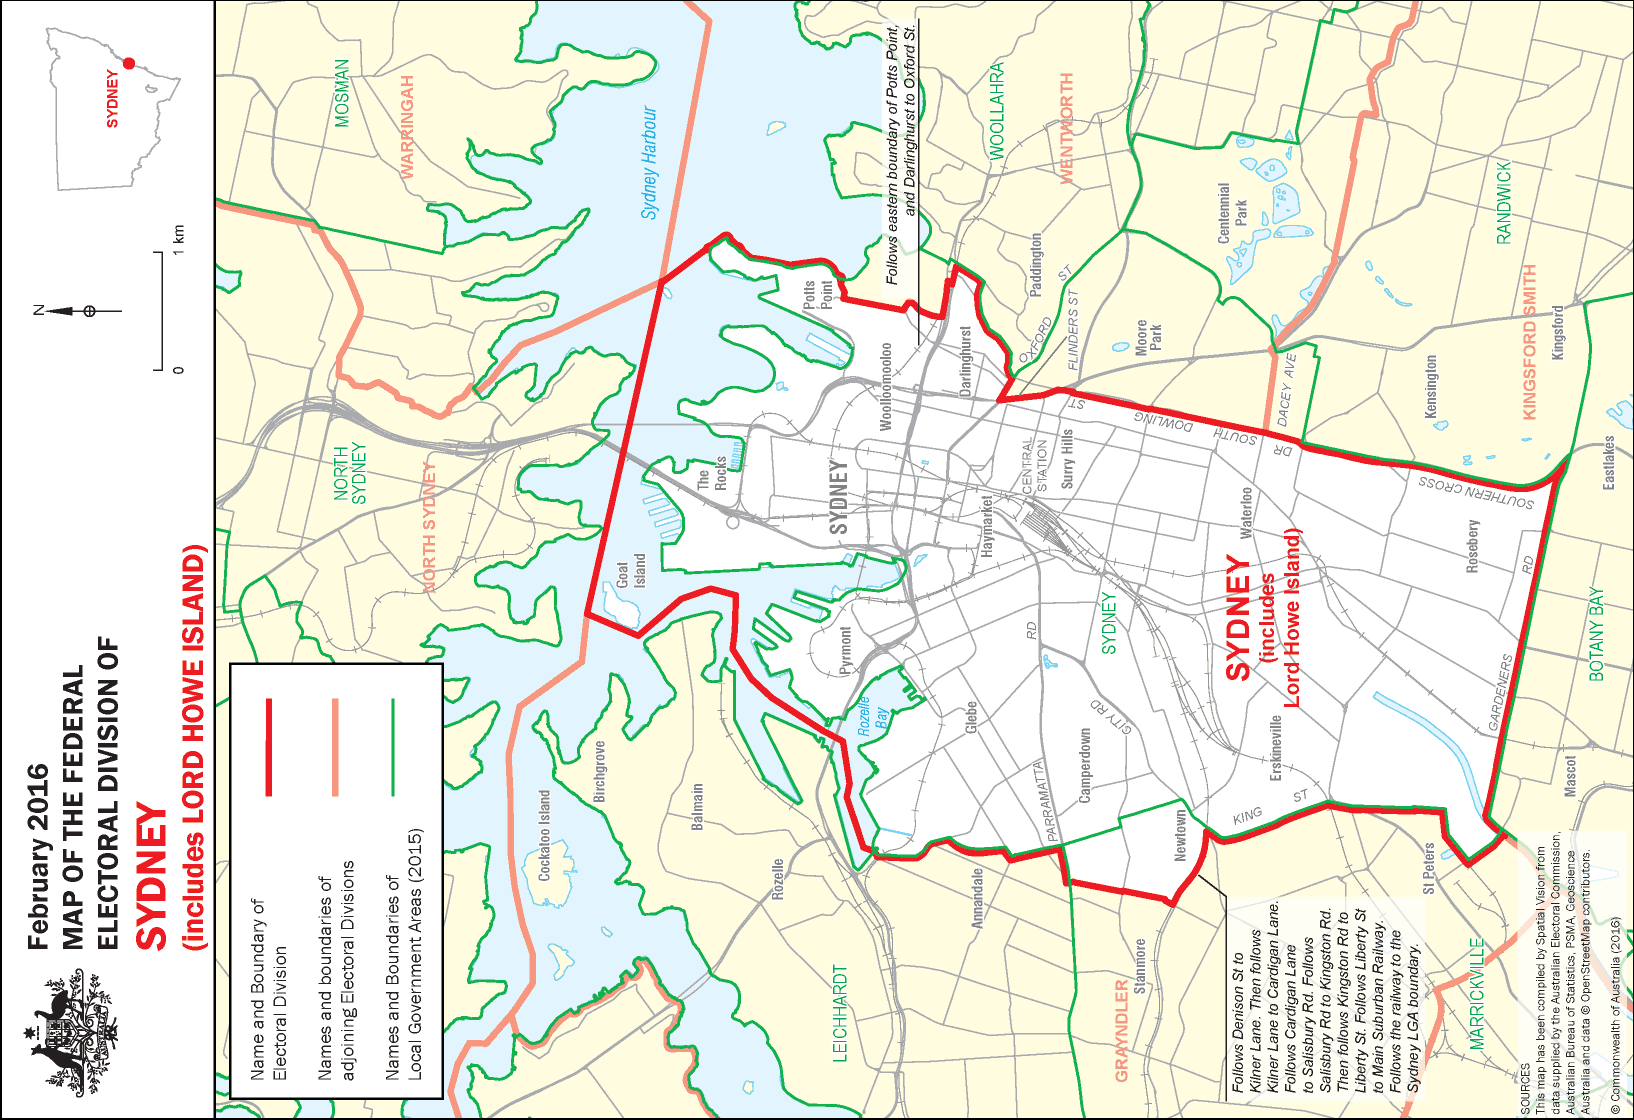 February 2016
MAP OF THE FEDERAL
ELECTORAL DIVISION OF
SYDNEY
(includes LORD HOWE ISLAND)
AUSTRALIA
N
0
1 km
SYDNEY
Name and Boundary of
Electoral Division
Names and boundaries of
adjoining Electoral Divisions
Names and Boundaries of
Local Government Areas (2015)
MOSMAN
WARRINGAH
NORTH
SYDNEY
NORTH SYDNEY
Sydney Harbour
Follows eastern boundary of Potts Point,
and Darlinghurst to Oxford St.
WOOLLAHRA
WENTWORTH
Centennial
Park
RANDWICK
KINGSFORD SMITH
Kingsford
Kensington
Eastlakes
Paddington
OXFORD
ST
FLINDERS ST
Moore
Park
DACEY AVE
Potts
Point
Woolloomooloo
Darlinghurst
ST
DOWLING
SOUTH
DR
SOUTHERN CROSS
The
Rocks
SYDNEY
CENTRAL
STATION
Surry Hills
Haymarket
Waterloo
Rosebery
Goat
Island
Pyrmont
RD
SYDNEY
SYDNEY
(includes
Lord Howe Island)
RD
GARDENERS
BOTANY BAY
Rozelle
Bay
Glebe
CITY RD
Camperdown
PARRAMATTA
Erskineville
KING
ST
Newtown
Mascot
St Peters
Birchgrove
Balmain
Cockatoo Island
Rozelle
Annandale
Stanmore
LEICHHARDT
GRAYNDLER
MARRICKVILLE
Follows Denison St to
Kilner Lane. Then follows
Kilner Lane to Cardigan Lane.
Follows Cardigan Lane
to Salisbury Rd. Follows
Salisbury Rd to Kingston Rd.
Then follows Kingston Rd to
Liberty St. Follows Liberty St
to Main Suburban Railway.
Follows the railway to the
Sydney LGA boundary.
SOURCES
This map has been compiled by Spatial Vision from
data supplied by the Australian Electoral Commission,
Australian Bureau of Statistics, PSMA, Geoscience
Australia and data © OpenStreetMap contributors.
© Commonwealth of Australia (2016)